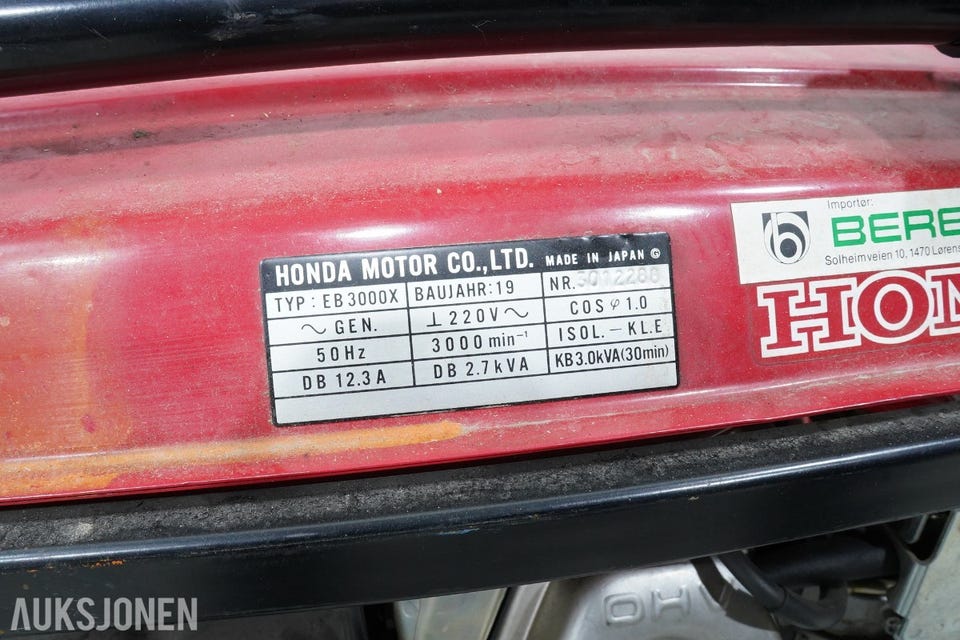 HONDA MOTOR CO.,LTD. MADE IN JAPAN G
TYP: EB3000X BAUJAHR: 19 NR. 3012288
～ GEN. ⊥ 220V～ COS φ 1.0
50Hz 3000 min⁻¹ ISOL. – KL.E
DB 12.3A DB 2.7kVA KB3.0kVA(30min)
Importør:
BERE
Solheimveien 10, 1470 Lørens
HON
OHV
AUKSJONEN